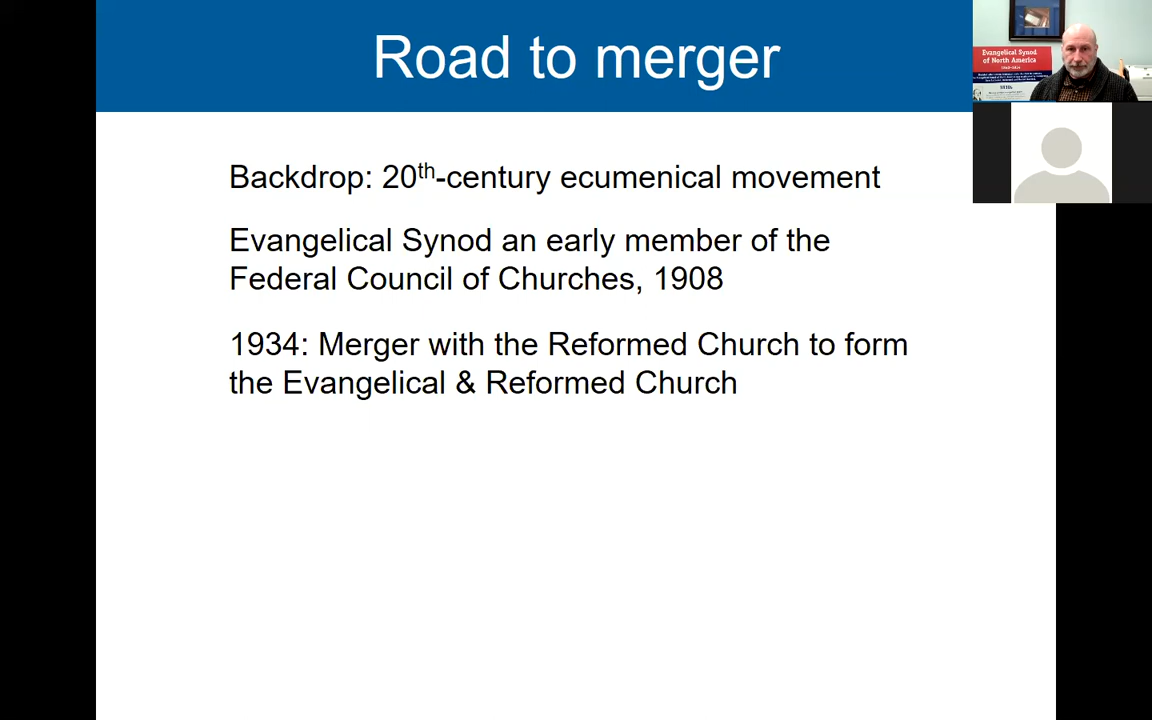 Road to merger
Backdrop: 20th-century ecumenical movement
Evangelical Synod an early member of the
Federal Council of Churches, 1908
1934: Merger with the Reformed Church to form
the Evangelical & Reformed Church
Evangelical Synod
of North America